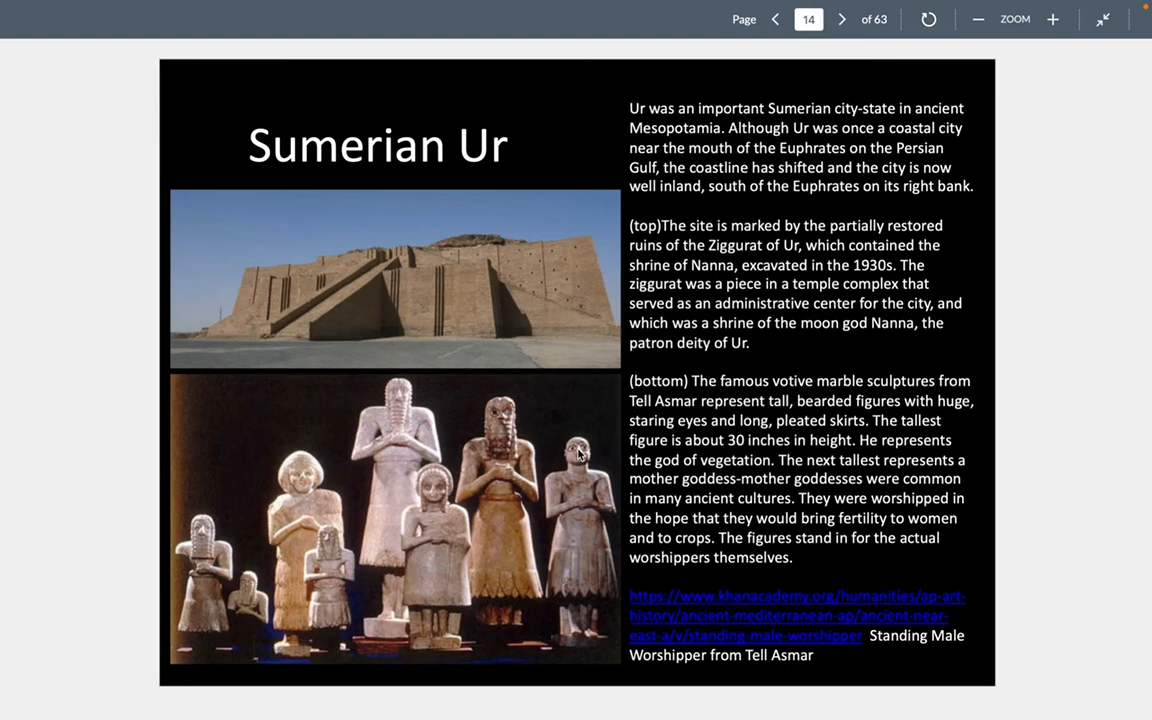 Page 14 of 63 ZOOM
Sumerian Ur
Ur was an important Sumerian city-state in ancient
Mesopotamia. Although Ur was once a coastal city
near the mouth of the Euphrates on the Persian
Gulf, the coastline has shifted and the city is now
well inland, south of the Euphrates on its right bank.
(top)The site is marked by the partially restored
ruins of the Ziggurat of Ur, which contained the
shrine of Nanna, excavated in the 1930s. The
ziggurat was a piece in a temple complex that
served as an administrative center for the city, and
which was a shrine of the moon god Nanna, the
patron deity of Ur.
(bottom) The famous votive marble sculptures from
Tell Asmar represent tall, bearded figures with huge,
staring eyes and long, pleated skirts. The tallest
figure is about 30 inches in height. He represents
the god of vegetation. The next tallest represents a
mother goddess-mother goddesses were common
in many ancient cultures. They were worshipped in
the hope that they would bring fertility to women
and to crops. The figures stand in for the actual
worshippers themselves.
https://www.khanacademy.org/humanities/ap-art-
history/ancient-mediterranean-ap/ancient-near-
east-a/v/standing-male-worshipper Standing Male
Worshipper from Tell Asmar